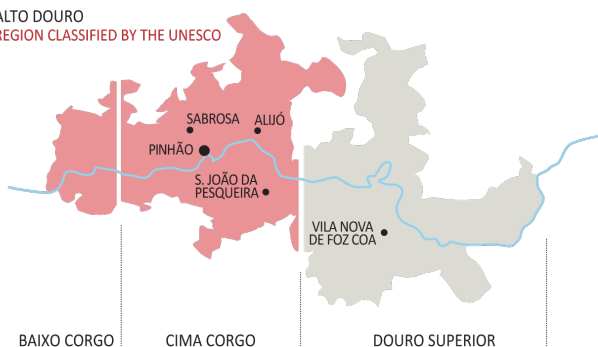 ALTO DOURO
REGION CLASSIFIED BY THE UNESCO
SABROSA
ALIJÓ
PINHÃO
S. JOÃO DA
PESQUEIRA
VILA NOVA
DE FOZ COA
BAIXO CORGO
CIMA CORGO
DOURO SUPERIOR